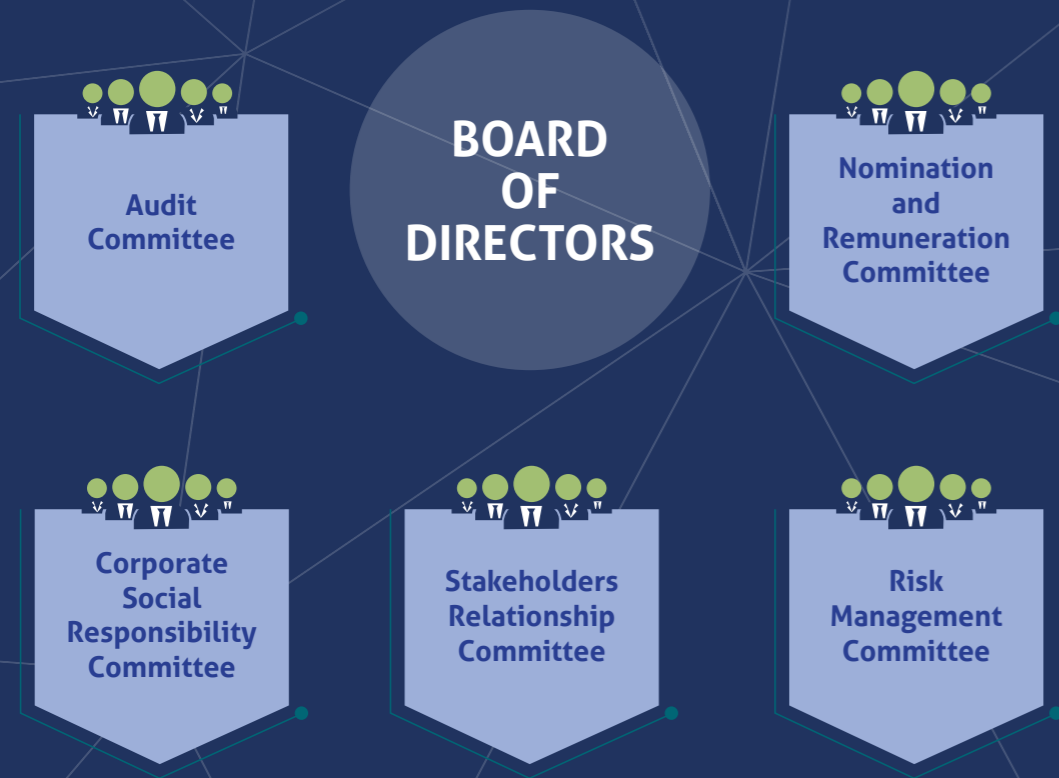 BOARD
OF
DIRECTORS
Audit
Committee
Nomination
and
Remuneration
Committee
Corporate
Social
Responsibility
Committee
Stakeholders
Relationship
Committee
Risk
Management
Committee